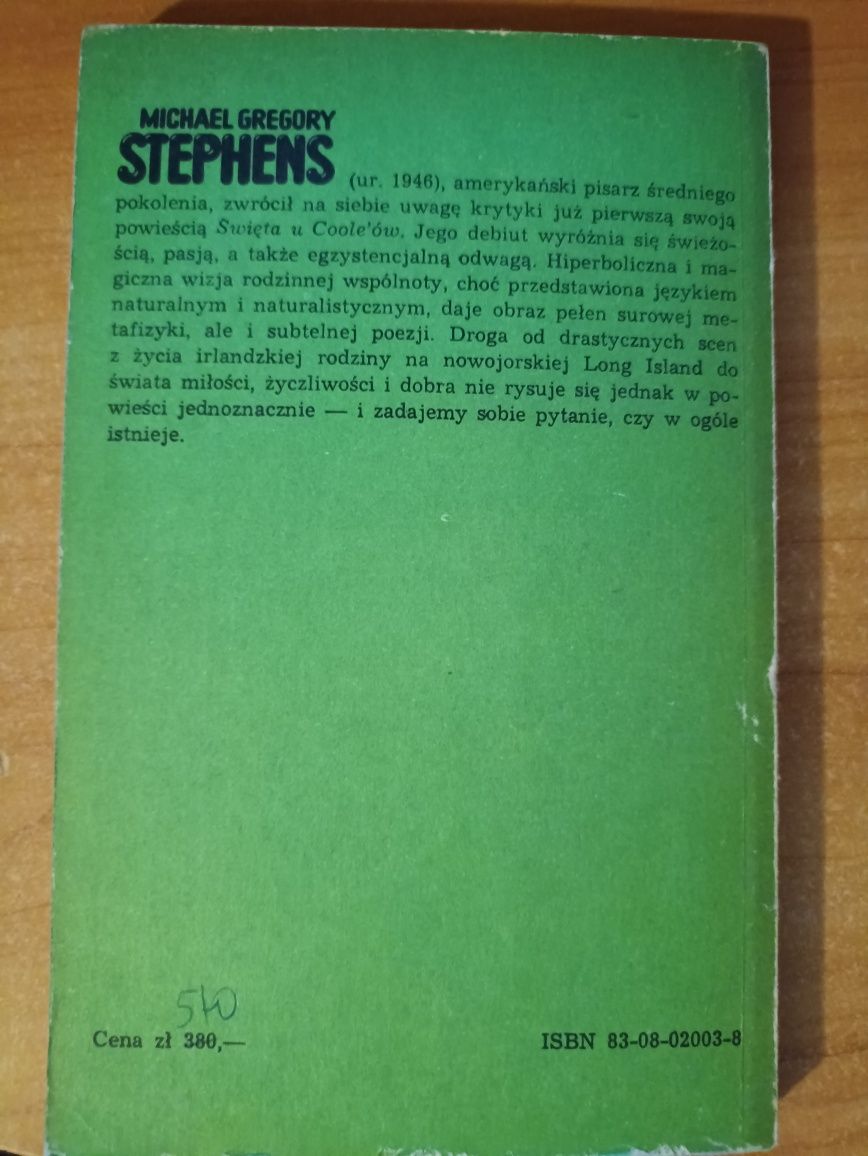 MICHAEL GREGORY
STEPHENS (ur. 1946), amerykański pisarz średniego
pokolenia, zwrócił na siebie uwagę krytyki już pierwszą swoją
powieścią Święta u Coole'ów. Jego debiut wyróżnia się świeżo-
ścią, pasją, a także egzystencjalną odwagą. Hiperboliczna i ma-
giczna wizja rodzinnej wspólnoty, choć przedstawiona językiem
naturalnym i naturalistycznym, daje obraz pełen surowej me-
tafizyki, ale i subtelnej poezji. Droga od drastycznych scen
z życia irlandzkiej rodziny na nowojorskiej Long Island do
świata miłości, życzliwości i dobra nie rysuje się jednak w po-
wieści jednoznacznie — i zadajemy sobie pytanie, czy w ogóle
istnieje.
Cena zł 380,—
ISBN 83-08-02003-8